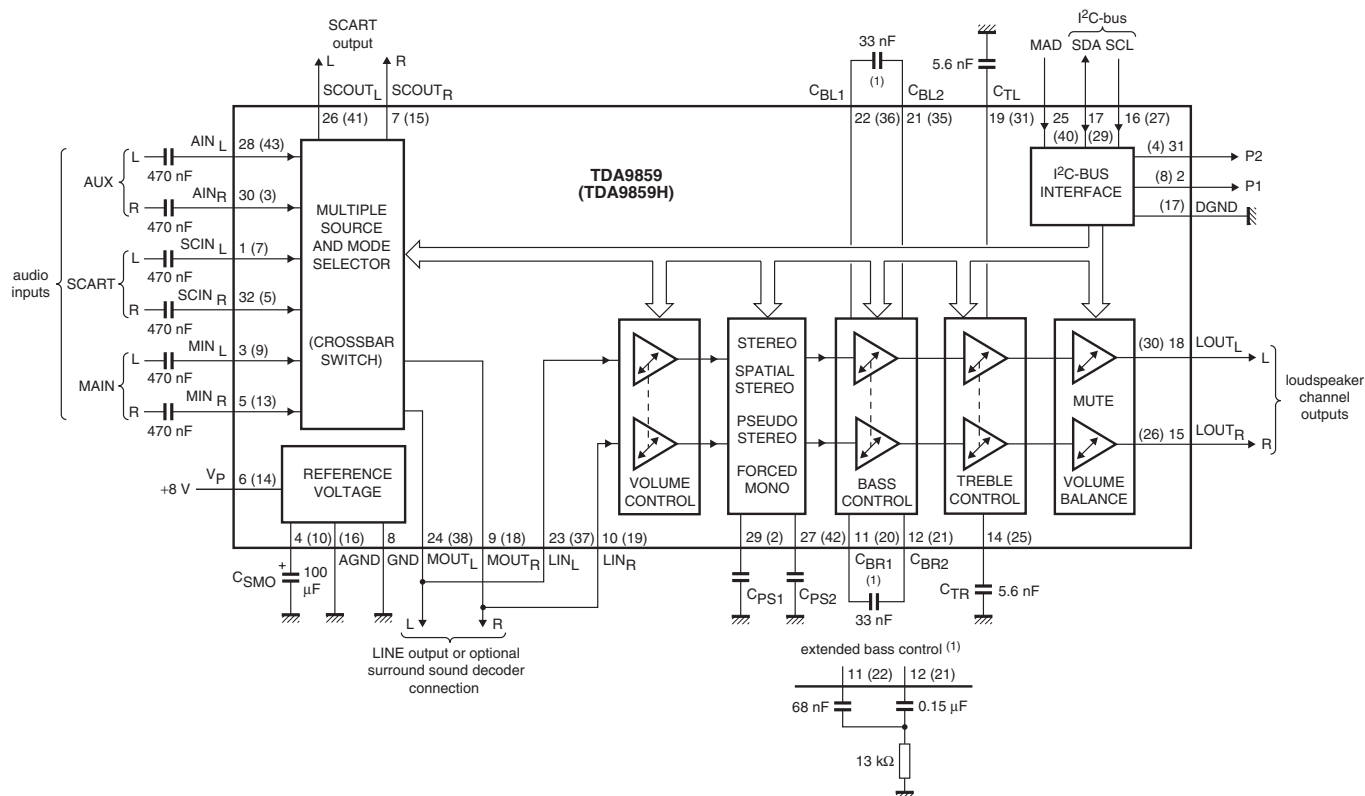 SCART
output
L
R
SCOUTL
SCOUTR
26 (41)
7 (15)
33 nF
(1)
CBL1
CBL2
22 (36)
21 (35)
5.6 nF
CTL
19 (31)
I2C-bus
MAD
SDA SCL
25
(40)
17
(29)
16 (27)
TDA9859
(TDA9859H)
I2C-BUS
INTERFACE
(4) 31
P2
(8) 2
P1
(17)
DGND
audio
inputs
AUX
L
470 nF
AIN L
28 (43)
R
470 nF
AINR
30 (3)
SCART
L
470 nF
SCIN L
1 (7)
R
470 nF
SCIN R
32 (5)
MAIN
L
470 nF
MIN L
3 (9)
R
470 nF
MIN R
5 (13)
MULTIPLE
SOURCE
AND MODE
SELECTOR
(CROSSBAR
SWITCH)
VOLUME
CONTROL
STEREO
SPATIAL
STEREO
PSEUDO
STEREO
FORCED
MONO
BASS
CONTROL
TREBLE
CONTROL
MUTE
VOLUME
BALANCE
(30) 18
LOUTL
L
(26) 15
LOUTR
R
loudspeaker
channel
outputs
VP
+8 V
6 (14)
REFERENCE
VOLTAGE
4 (10)
(16)
8
24 (38)
9 (18)
23 (37)
10 (19)
AGND
GND
MOUTL
MOUTR
LINL
LINR
CSMO
+
100
μF
L
R
LINE output or optional
surround sound decoder
connection
29 (2)
27 (42)
11 (20)
12 (21)
14 (25)
CPS1
CPS2
CBR1
(1)
CBR2
33 nF
CTR
5.6 nF
extended bass control (1)
11 (22)
12 (21)
68 nF
0.15 μF
13 kΩ